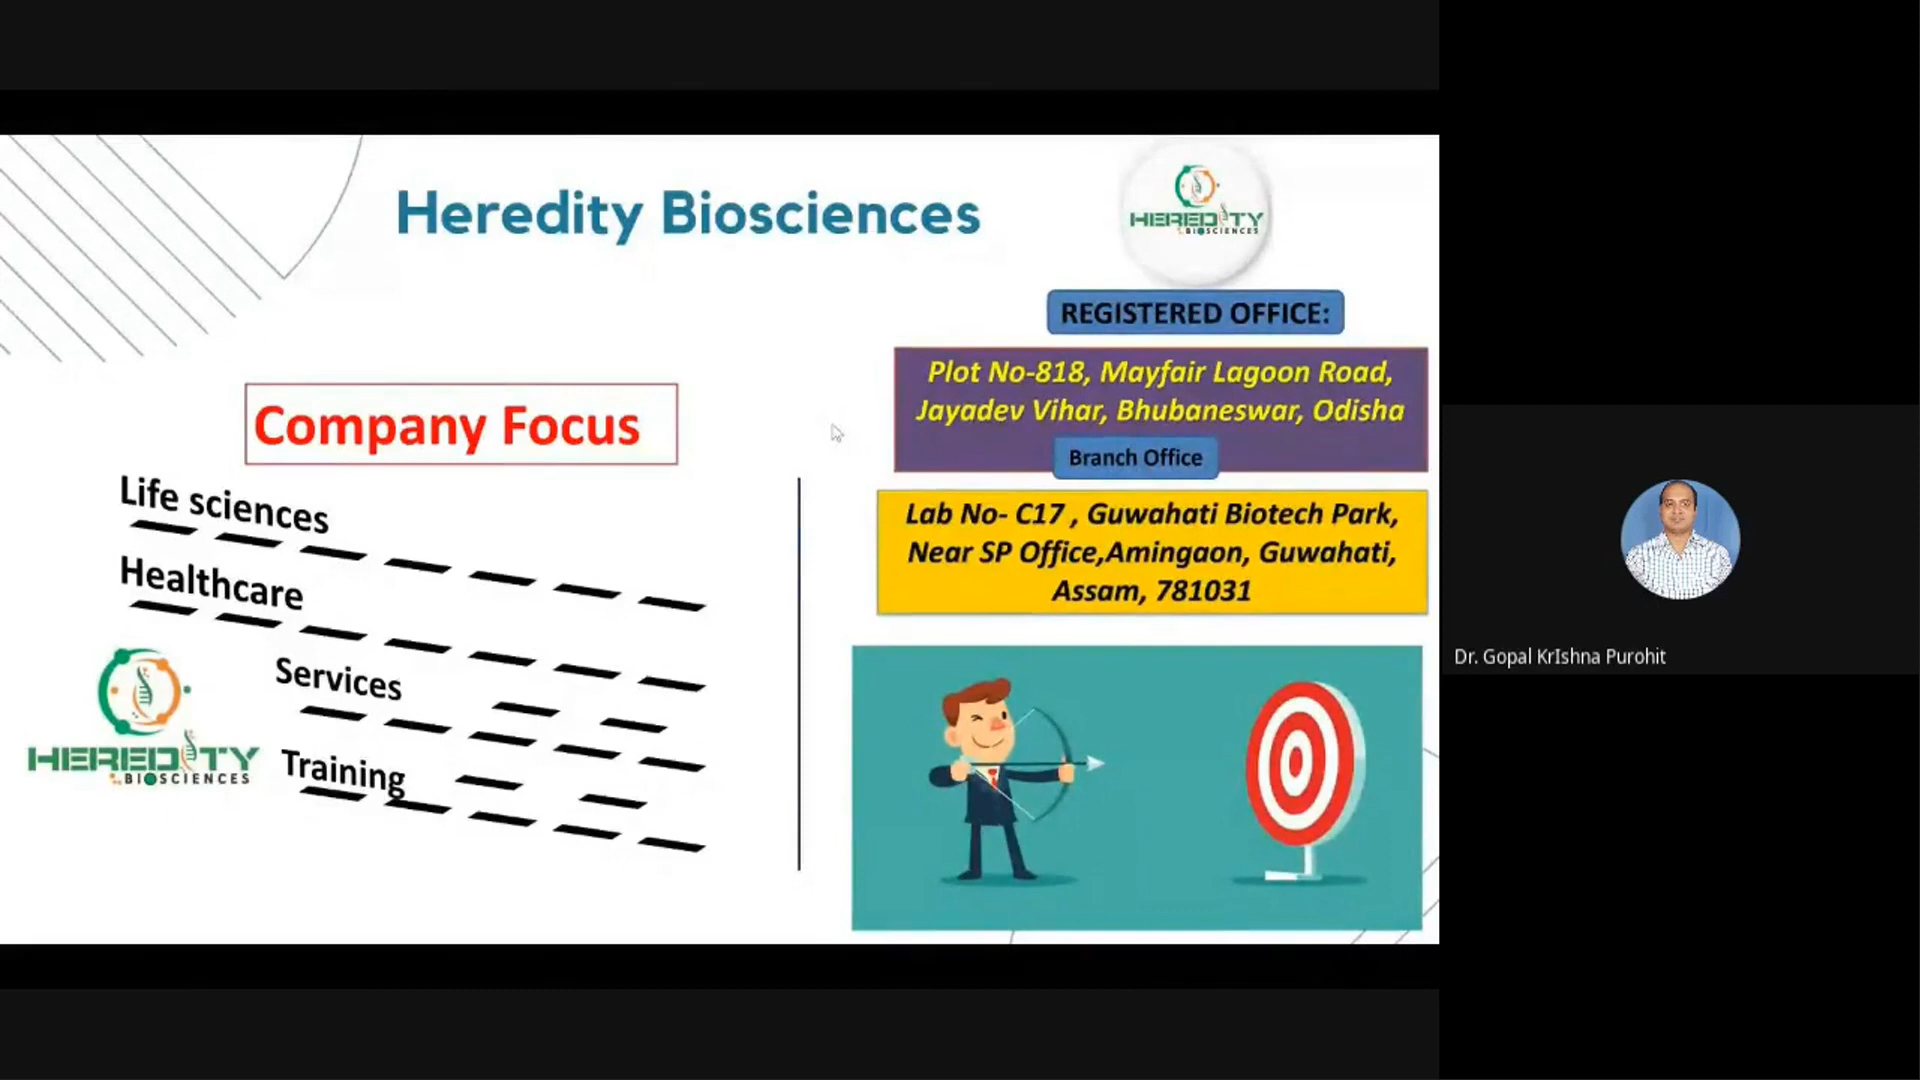 Heredity Biosciences
HEREDITY
BIOSCIENCES
REGISTERED OFFICE:
Plot No-818, Mayfair Lagoon Road,
Jayadev Vihar, Bhubaneswar, Odisha
Branch Office
Lab No- C17 , Guwahati Biotech Park,
Near SP Office,Amingaon, Guwahati,
Assam, 781031
Company Focus
Life sciences
Healthcare
Services
Training
HEREDITY
BIOSCIENCES
Dr. Gopal KrIshna Purohit